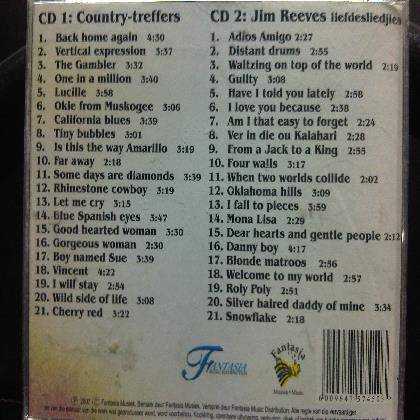 CD 1: Country-treffers
1. Back home again 4:30
2. Vertical expression 3:37
3. The Gambler 3:32
4. One in a million 3:40
5. Lucille 3:58
6. Okie from Muskogee 3:06
7. California blues 3:39
8. Tiny bubbles 3:01
9. Is this the way Amarillo 3:19
10. Far away 2:18
11. Some days are diamonds 3:39
12. Rhinestone cowboy 3:19
13. Let me cry 3:15
14. Blue Spanish eyes 3:47
15. Good hearted woman 3:30
16. Gorgeous woman 2:30
17. Boy named Sue 3:39
18. Vincent 4:22
19. I will stay 2:54
20. Wild side of life 3:08
21. Cherry red 3:22
CD 2: Jim Reeves liefdesliedjies
1. Adios Amigo 2:27
2. Distant drums 2:55
3. Waltzing on top of the world 2:19
4. Guilty 3:08
5. Have I told you lately 2:58
6. I love you because 2:38
7. Am I that easy to forget 2:24
8. Ver in die ou Kalahari 2:28
9. From a Jack to a King 2:55
10. Four walls 3:17
11. When two worlds collide 2:02
12. Oklahoma hills 3:09
13. I fall to pieces 3:59
14. Mona Lisa 2:29
15. Dear hearts and gentle people 2:12
16. Danny boy 4:17
17. Blonde matroos 2:56
18. Welcome to my world 2:57
19. Roly Poly 2:51
20. Silver haired daddy of mine 3:34
21. Snowflake 2:18
FANTASIA
Fantasia
Musiek Music